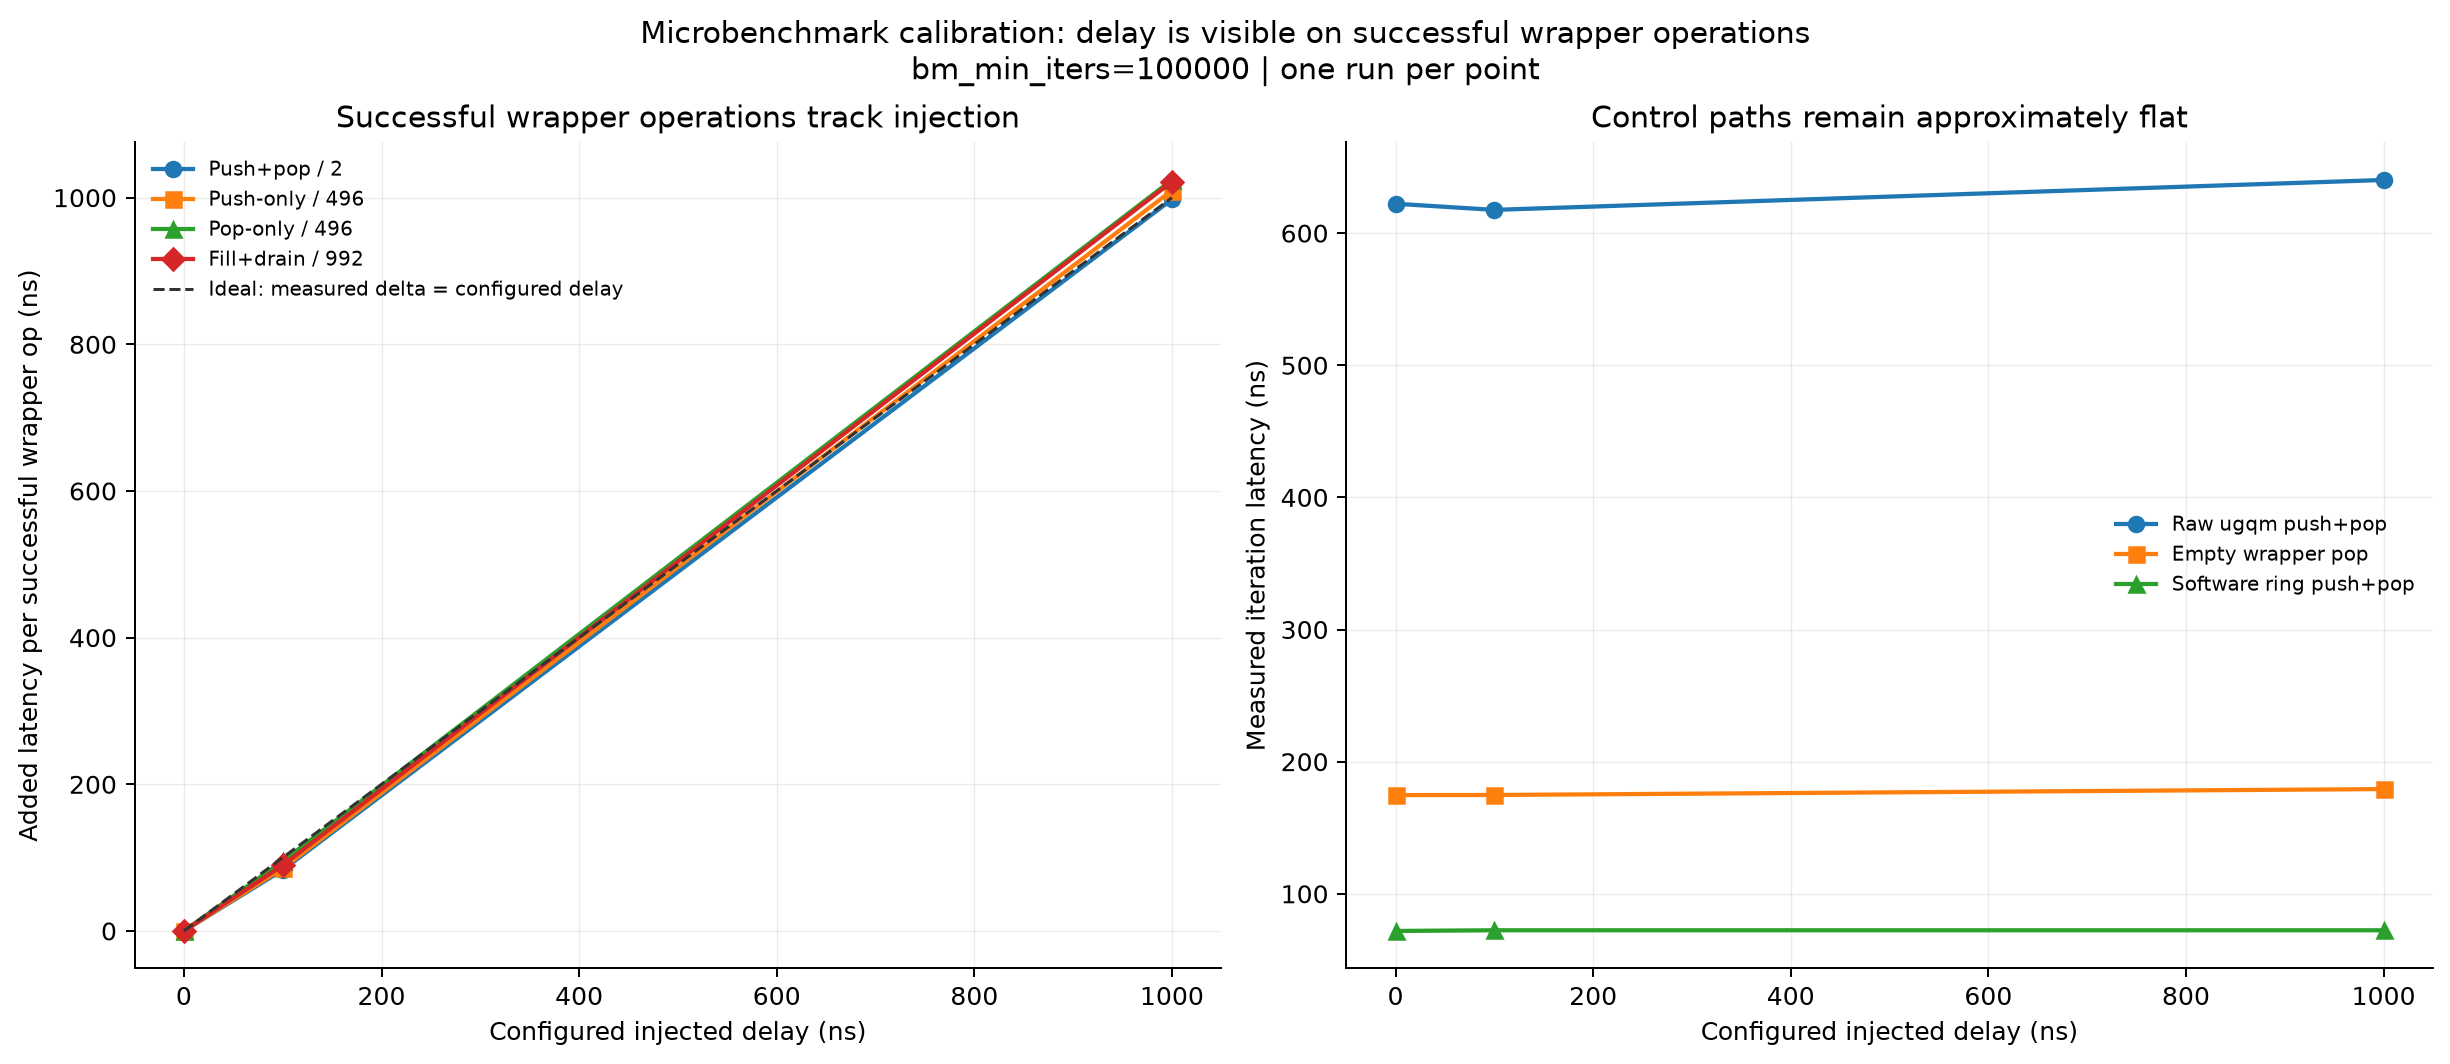 Microbenchmark calibration: delay is visible on successful wrapper operations
bm_min_iters=100000 | one run per point
Successful wrapper operations track injection
Push+pop / 2
Push-only / 496
Pop-only / 496
Fill+drain / 992
Ideal: measured delta = configured delay
Added latency per successful wrapper op (ns)
1000
800
600
400
200
0
0 200 400 600 800 1000
Configured injected delay (ns)
Control paths remain approximately flat
Raw ugqm push+pop
Empty wrapper pop
Software ring push+pop
Measured iteration latency (ns)
600
500
400
300
200
100
0 200 400 600 800 1000
Configured injected delay (ns)